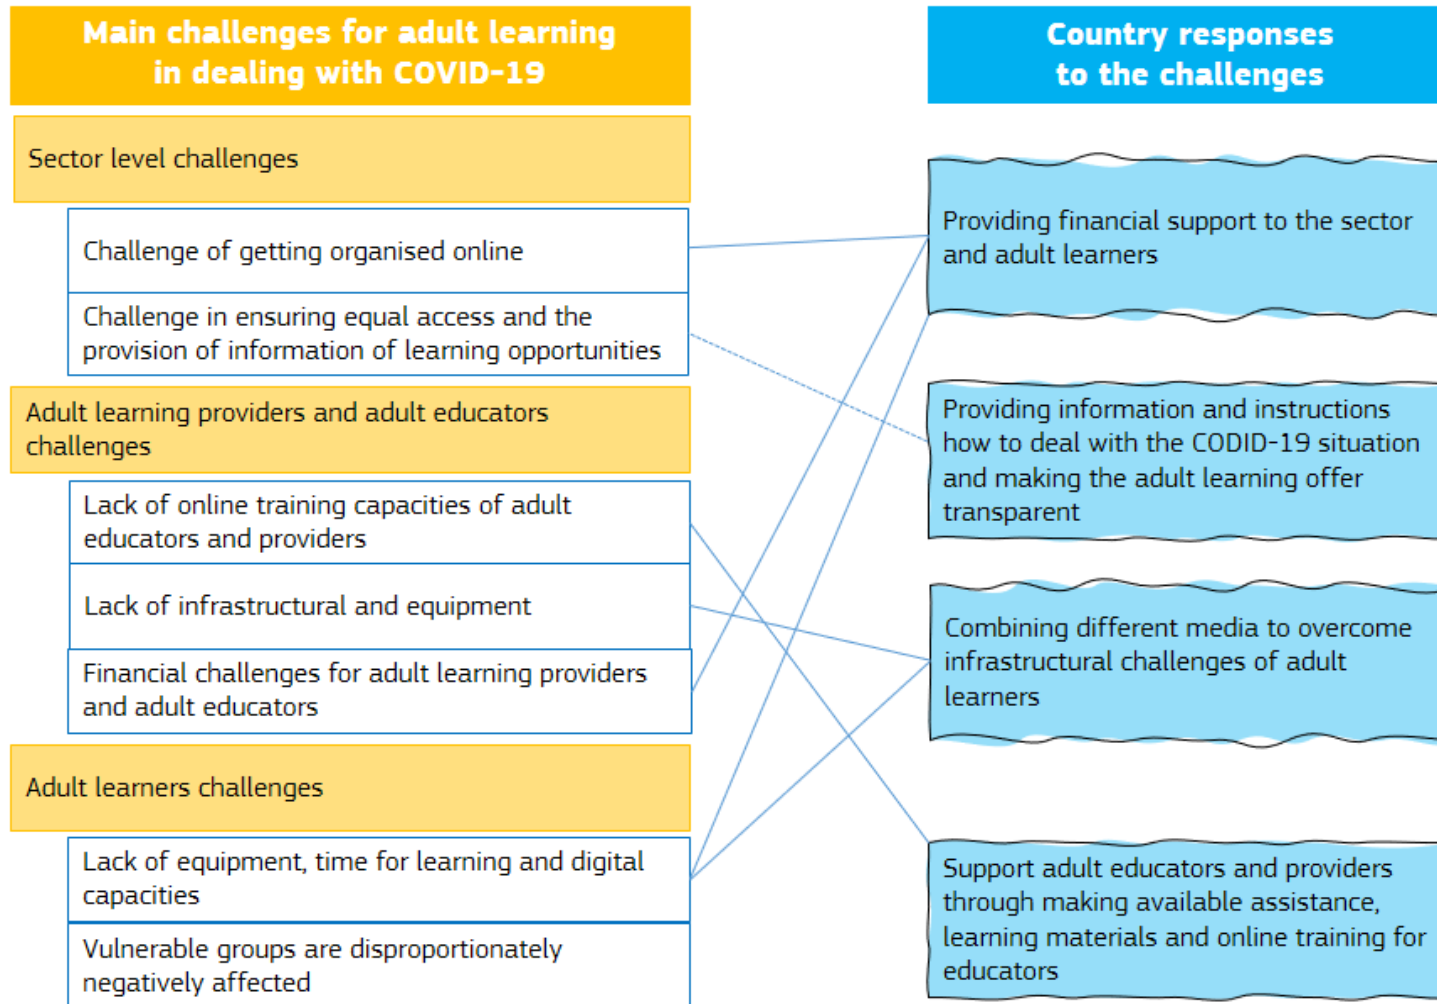 Main challenges for adult learning
in dealing with COVID-19
Sector level challenges
Challenge of getting organised online
Challenge in ensuring equal access and the
provision of information of learning opportunities
Adult learning providers and adult educators
challenges
Lack of online training capacities of adult
educators and providers
Lack of infrastructural and equipment
Financial challenges for adult learning providers
and adult educators
Adult learners challenges
Lack of equipment, time for learning and digital
capacities
Vulnerable groups are disproportionately
negatively affected
Country responses
to the challenges
Providing financial support to the sector
and adult learners
Providing information and instructions
how to deal with the CODID-19 situation
and making the adult learning offer
transparent
Combining different media to overcome
infrastructural challenges of adult
learners
Support adult educators and providers
through making available assistance,
learning materials and online training for
educators